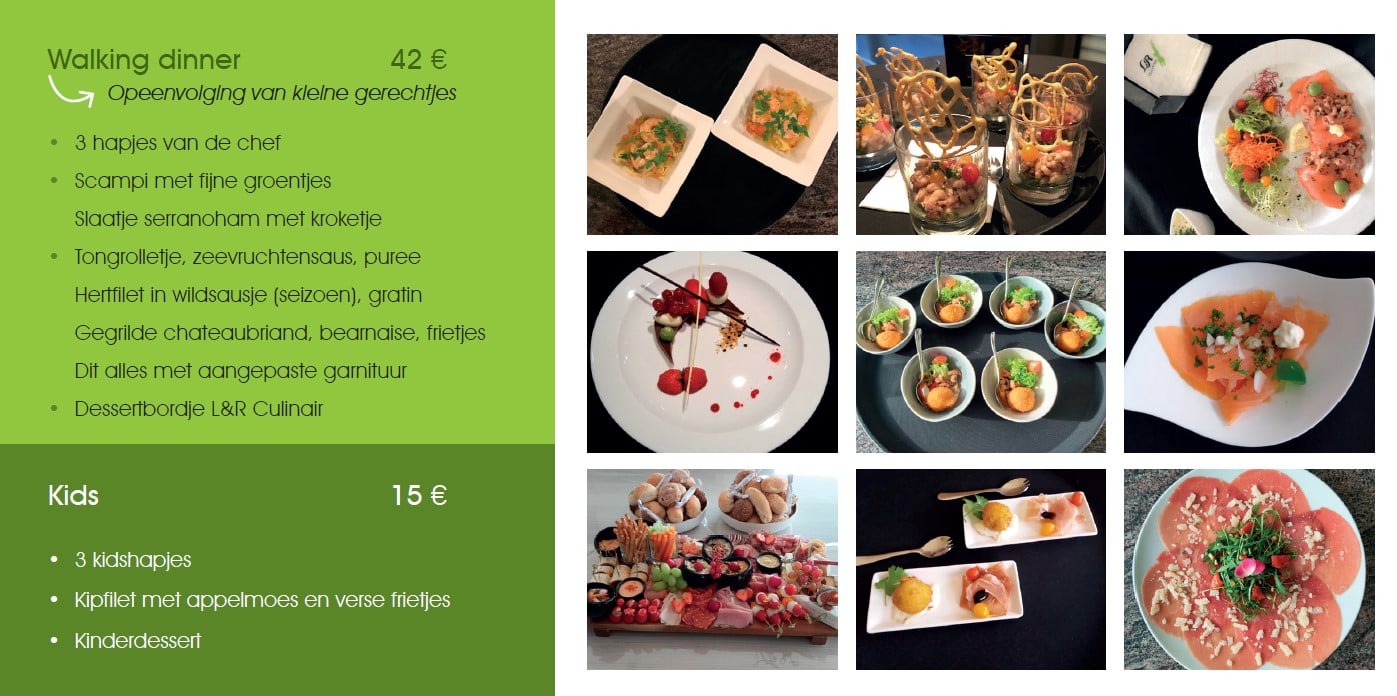 Walking dinner 42 €
Opeenvolging van kleine gerechtjes
• 3 hapjes van de chef
• Scampi met fijne groentjes
Slaatje serranoham met kroketje
• Tongrolletje, zeevruchtensaus, puree
Hertfilet in wildsausje (seizoen), gratin
Gegrilde chateaubriand, bearnaise, frietjes
Dit alles met aangepaste garnituur
• Dessertbordje L&R Culinair
Kids 15 €
• 3 kidshapjes
• Kipfilet met appelmoes en verse frietjes
• Kinderdessert